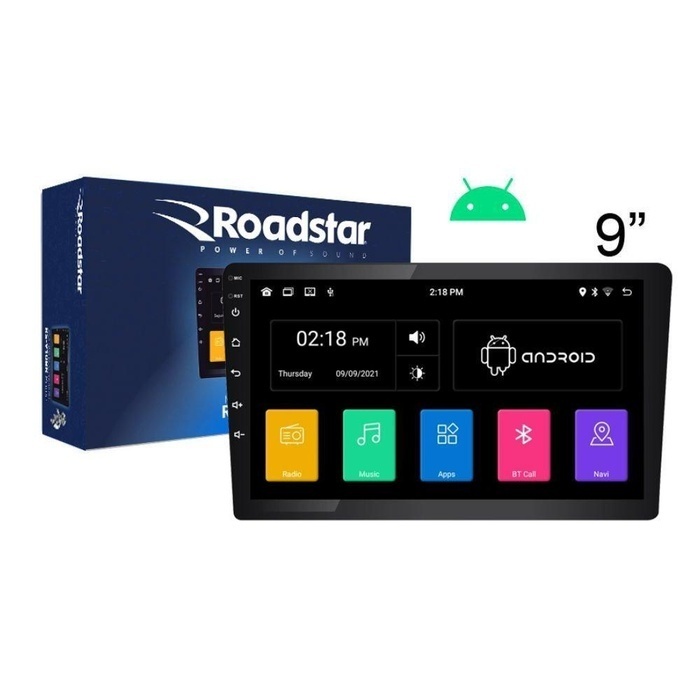 Roadstar
Roadstar
POWER OF SOUND
9”
MIC
RST
2:18 PM
02:18 PM
Thursday
09/09/2021
ANDROID
Radio
Music
Apps
BT Call
Navi